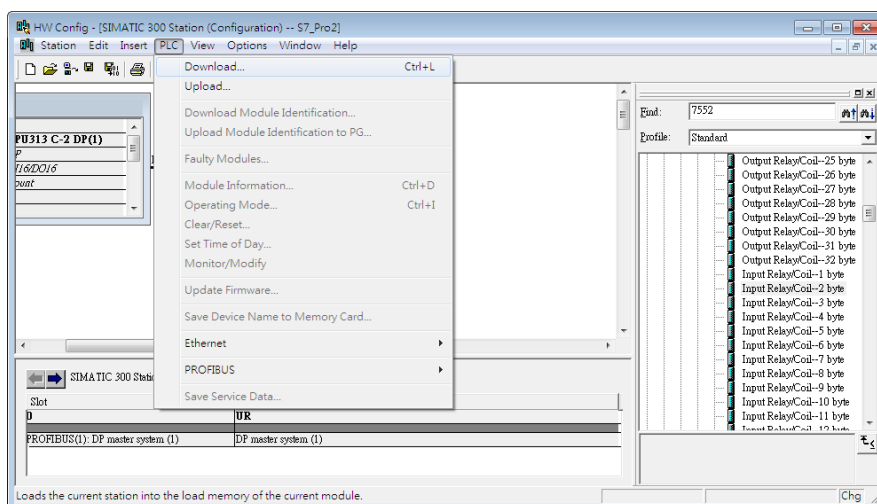 HW Config - [SIMATIC 300 Station (Configuration) -- S7_Pro2]
Station Edit Insert PLC View Options Window Help
Download... Ctrl+L
Upload...
Download Module Identification...
Upload Module Identification to PG...
Faulty Modules...
Module Information... Ctrl+D
Operating Mode... Ctrl+I
Clear/Reset...
Set Time of Day...
Monitor/Modify
Update Firmware...
Save Device Name to Memory Card...
Ethernet
PROFIBUS
Save Service Data...
PU313 C-2 DP(1)
P
I16/DO16
ount
Find: 7552
Profile: Standard
Output Relay/Coil--25 byte
Output Relay/Coil--26 byte
Output Relay/Coil--27 byte
Output Relay/Coil--28 byte
Output Relay/Coil--29 byte
Output Relay/Coil--30 byte
Output Relay/Coil--31 byte
Output Relay/Coil--32 byte
Input Relay/Coil--1 byte
Input Relay/Coil--2 byte
Input Relay/Coil--3 byte
Input Relay/Coil--4 byte
Input Relay/Coil--5 byte
Input Relay/Coil--6 byte
Input Relay/Coil--7 byte
Input Relay/Coil--8 byte
Input Relay/Coil--9 byte
Input Relay/Coil--10 byte
Input Relay/Coil--11 byte
Input Relay/Coil--12 byte
SIMATIC 300 Static
Slot
0 UR
PROFIBUS(1): DP master system (1) DP master system (1)
Loads the current station into the load memory of the current module. Chg